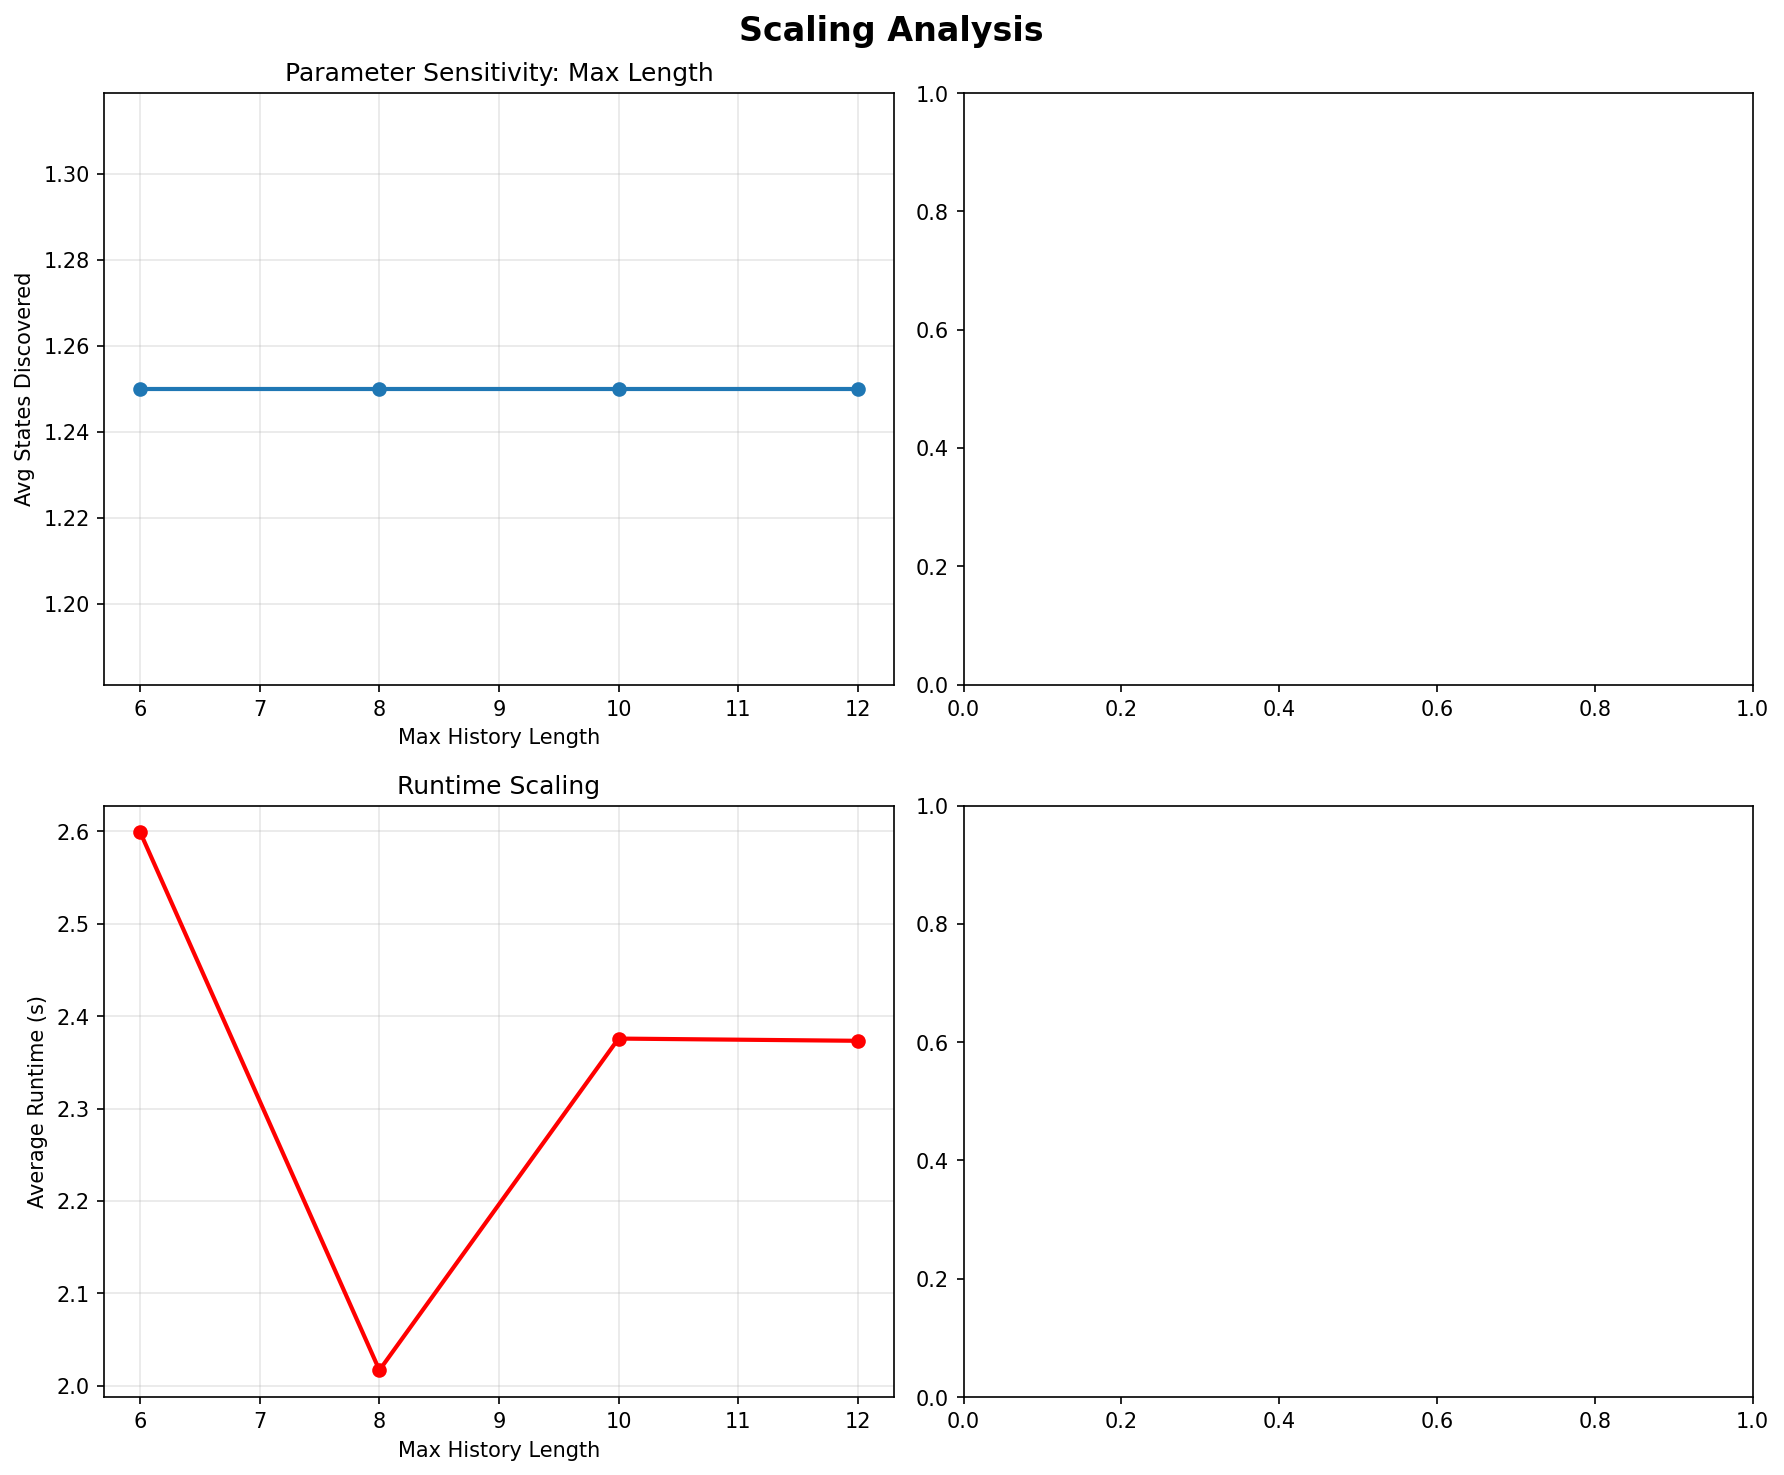 Scaling Analysis
Parameter Sensitivity: Max Length
Avg States Discovered
1.30
1.28
1.26
1.24
1.22
1.20
6 7 8 9 10 11 12
Max History Length
1.0
0.8
0.6
0.4
0.2
0.0
0.0 0.2 0.4 0.6 0.8 1.0
Runtime Scaling
Average Runtime (s)
2.6
2.5
2.4
2.3
2.2
2.1
2.0
6 7 8 9 10 11 12
Max History Length
1.0
0.8
0.6
0.4
0.2
0.0
0.0 0.2 0.4 0.6 0.8 1.0